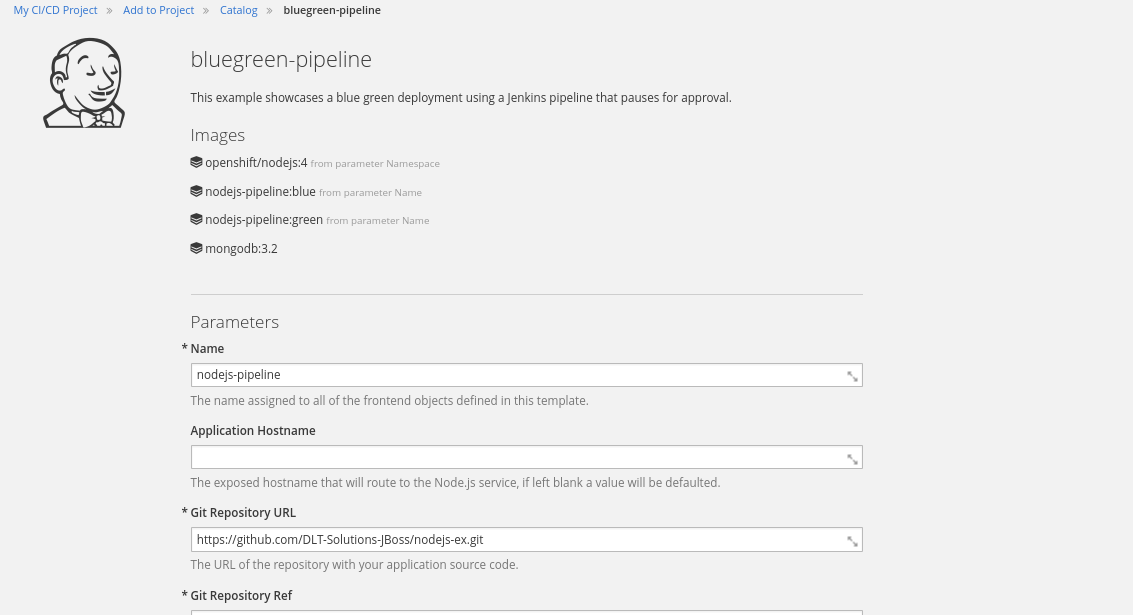 My CI/CD Project » Add to Project » Catalog » bluegreen-pipeline
bluegreen-pipeline
This example showcases a blue green deployment using a Jenkins pipeline that pauses for approval.
Images
openshift/nodejs:4 from parameter Namespace
nodejs-pipeline:blue from parameter Name
nodejs-pipeline:green from parameter Name
mongodb:3.2
Parameters
* Name
nodejs-pipeline
The name assigned to all of the frontend objects defined in this template.
Application Hostname
The exposed hostname that will route to the Node.js service, if left blank a value will be defaulted.
* Git Repository URL
https://github.com/DLT-Solutions-JBoss/nodejs-ex.git
The URL of the repository with your application source code.
* Git Repository Ref